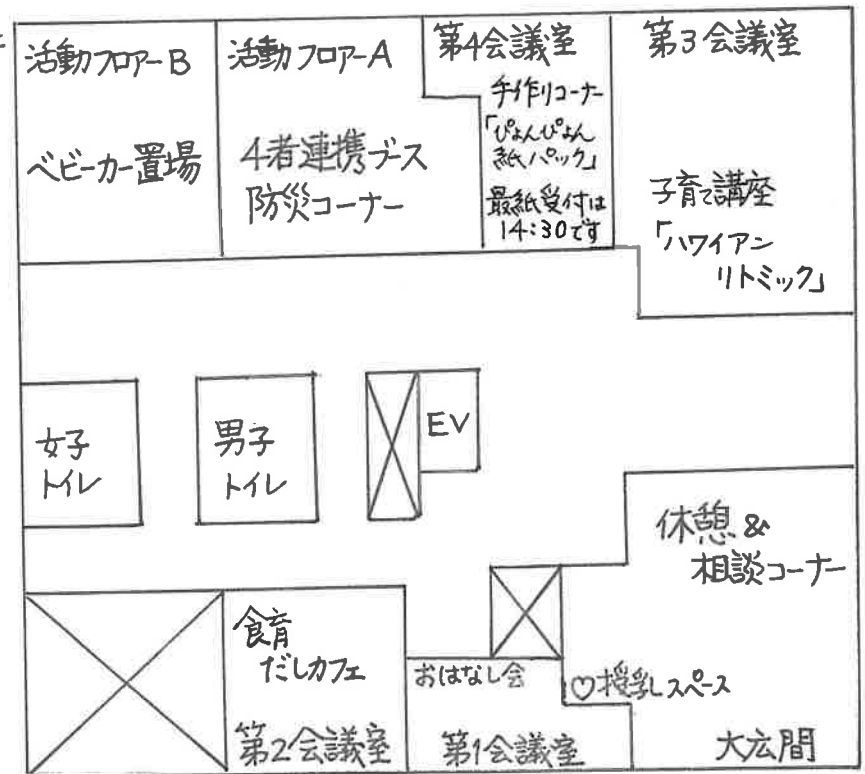 活動フロアーB
ベビーカー置場
活動フロアーA
4者連携ブース
防災コーナー
第4会議室
手作りコーナー
「ぴょんぴょん
紙パック」
最紙受付は
14:30です
第3会議室
子育て講座
「ハワイアン
リトミック」
女子
トイレ
男子
トイレ
EV
休憩&
相談コーナー
♡授乳スペース
大広間
食育
だしカフェ
第2会議室
おはなし会
第1会議室